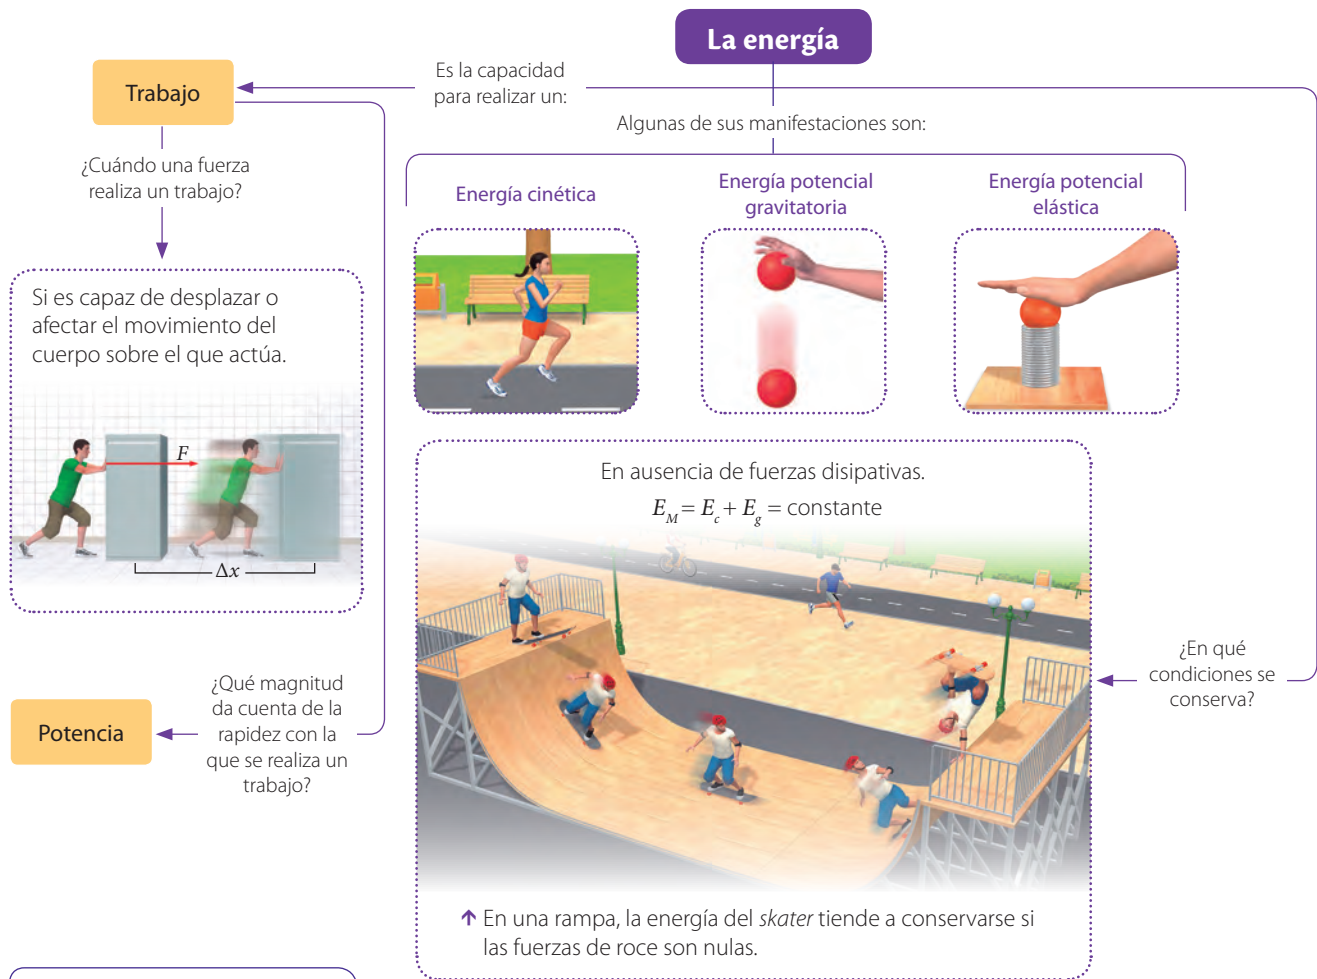 La energía
Trabajo
Es la capacidad
para realizar un:
Algunas de sus manifestaciones son:
¿Cuándo una fuerza
realiza un trabajo?
Energía cinética
Energía potencial
gravitatoria
Energía potencial
elástica
Si es capaz de desplazar o
afectar el movimiento del
cuerpo sobre el que actúa.
F
Δx
En ausencia de fuerzas disipativas.
E_M = E_c + E_g = constante
¿En qué
condiciones se
conserva?
Potencia
¿Qué magnitud
da cuenta de la
rapidez con la
que se realiza un
trabajo?
↑ En una rampa, la energía del skater tiende a conservarse si
las fuerzas de roce son nulas.